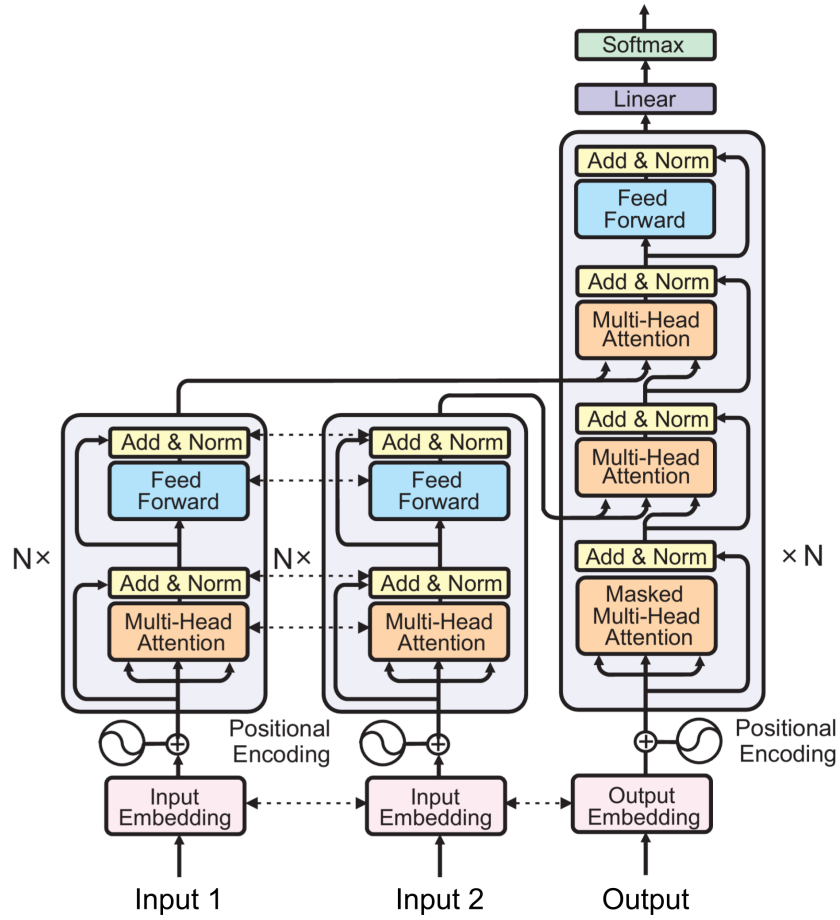 Softmax
Linear
Add & Norm
Feed
Forward
Add & Norm
Multi-Head
Attention
Add & Norm
Multi-Head
Attention
Add & Norm
Masked
Multi-Head
Attention
× N
Add & Norm
Feed
Forward
N×
Add & Norm
Multi-Head
Attention
Add & Norm
Feed
Forward
N×
Add & Norm
Multi-Head
Attention
Positional
Encoding
Positional
Encoding
Input
Embedding
Input
Embedding
Output
Embedding
Input 1
Input 2
Output